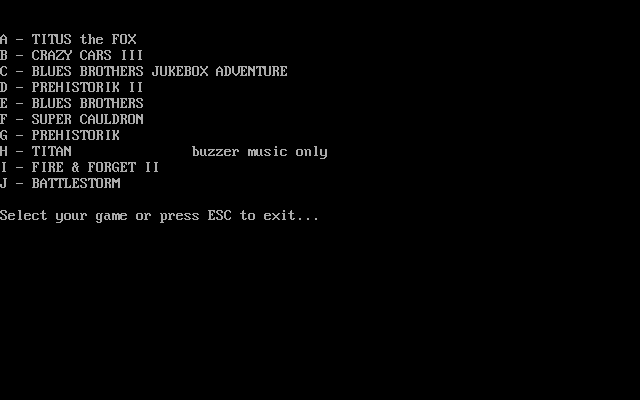 A - TITUS the FOX
B - CRAZY CARS III
C - BLUES BROTHERS JUKEBOX ADVENTURE
D - PREHISTORIK II
E - BLUES BROTHERS
F - SUPER CAULDRON
G - PREHISTORIK
H - TITAN               buzzer music only
I - FIRE & FORGET II
J - BATTLESTORM
Select your game or press ESC to exit...